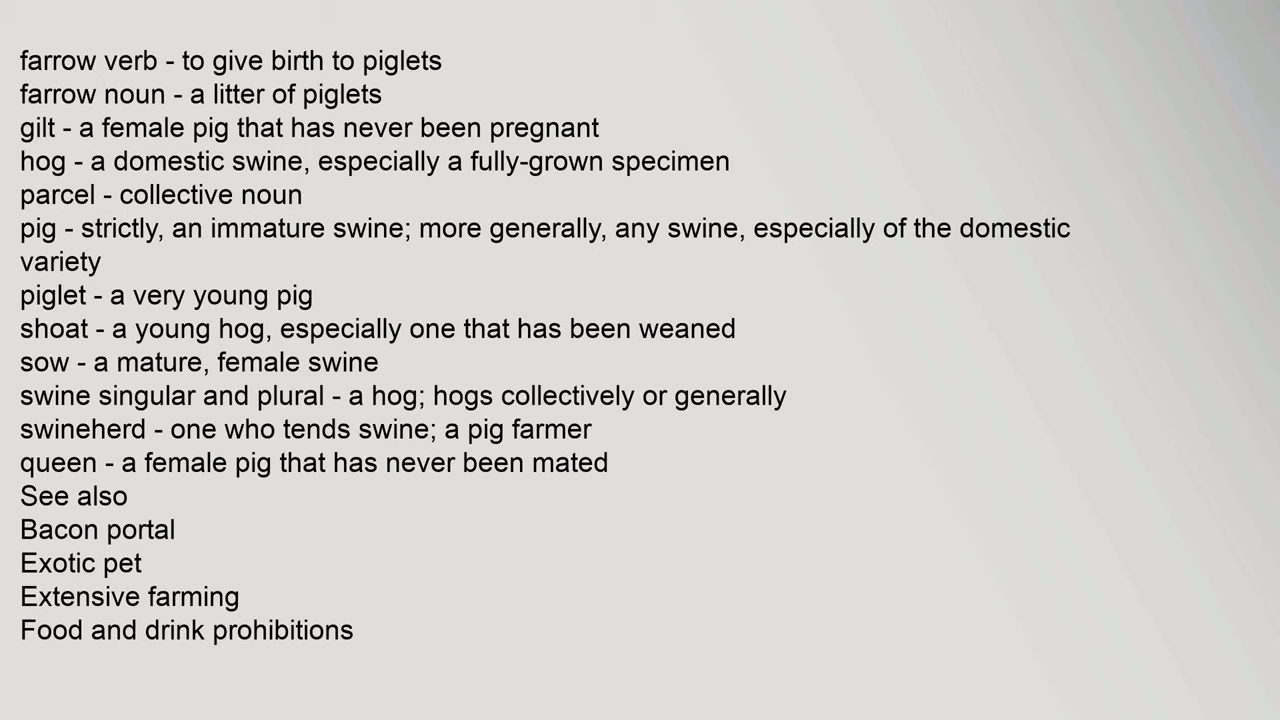 farrow verb - to give birth to piglets
farrow noun - a litter of piglets
gilt - a female pig that has never been pregnant
hog - a domestic swine, especially a fully-grown specimen
parcel - collective noun
pig - strictly, an immature swine; more generally, any swine, especially of the domestic
variety
piglet - a very young pig
shoat - a young hog, especially one that has been weaned
sow - a mature, female swine
swine singular and plural - a hog; hogs collectively or generally
swineherd - one who tends swine; a pig farmer
queen - a female pig that has never been mated
See also
Bacon portal
Exotic pet
Extensive farming
Food and drink prohibitions